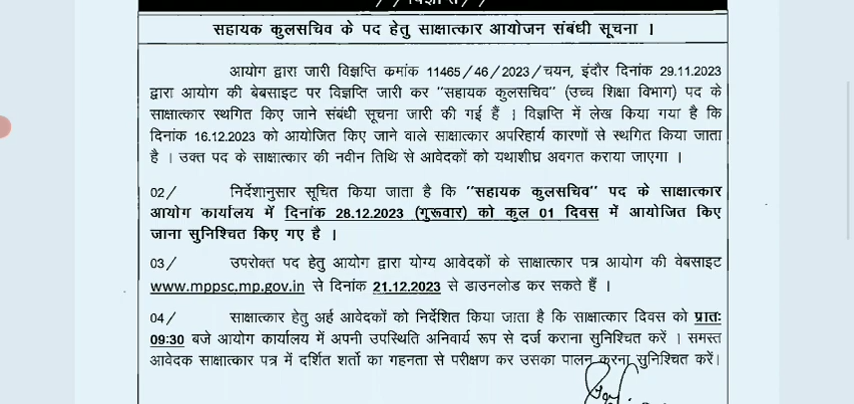 सहायक कुलसचिव के पद हेतु साक्षात्कार आयोजन संबंधी सूचना ।
आयोग द्वारा जारी विज्ञप्ति कमांक 11465/46/2023/चयन, इंदौर दिनांक 29.11.2023
द्वारा आयोग की बेबसाइट पर विज्ञप्ति जारी कर "सहायक कुलसचिव" (उच्च शिक्षा विभाग) पद के
साक्षात्कार स्थगित किए जाने संबंधी सूचना जारी की गई हैं । विज्ञप्ति में लेख किया गया है कि
दिनांक 16.12.2023 को आयोजित किए जाने वाले साक्षात्कार अपरिहार्य कारणों से स्थगित किया जाता
है । उक्त पद के साक्षात्कार की नवीन तिथि से आवेदकों को यथाशीघ्र अवगत कराया जाएगा ।
02/ निर्देशानुसार सूचित किया जाता है कि "सहायक कुलसचिव" पद के साक्षात्कार
आयोग कार्यालय में दिनांक 28.12.2023 (गुरूवार) को कुल 01 दिवस में आयोजित किए
जाना सुनिश्चित किए गए है ।
03/ उपरोक्त पद हेतु आयोग द्वारा योग्य आवेदकों के साक्षात्कार पत्र आयोग की वेबसाइट
www.mppsc.mp.gov.in से दिनांक 21.12.2023 से डाउनलोड कर सकते हैं ।
04/ साक्षात्कार हेतु अर्ह आवेदकों को निर्देशित किया जाता है कि साक्षात्कार दिवस को प्रातः
09:30 बजे आयोग कार्यालय में अपनी उपस्थिति अनिवार्य रूप से दर्ज कराना सुनिश्चित करें । समस्त
आवेदक साक्षात्कार पत्र में दर्शित शर्तो का गहनता से परीक्षण कर उसका पालन करना सुनिश्चित करें।